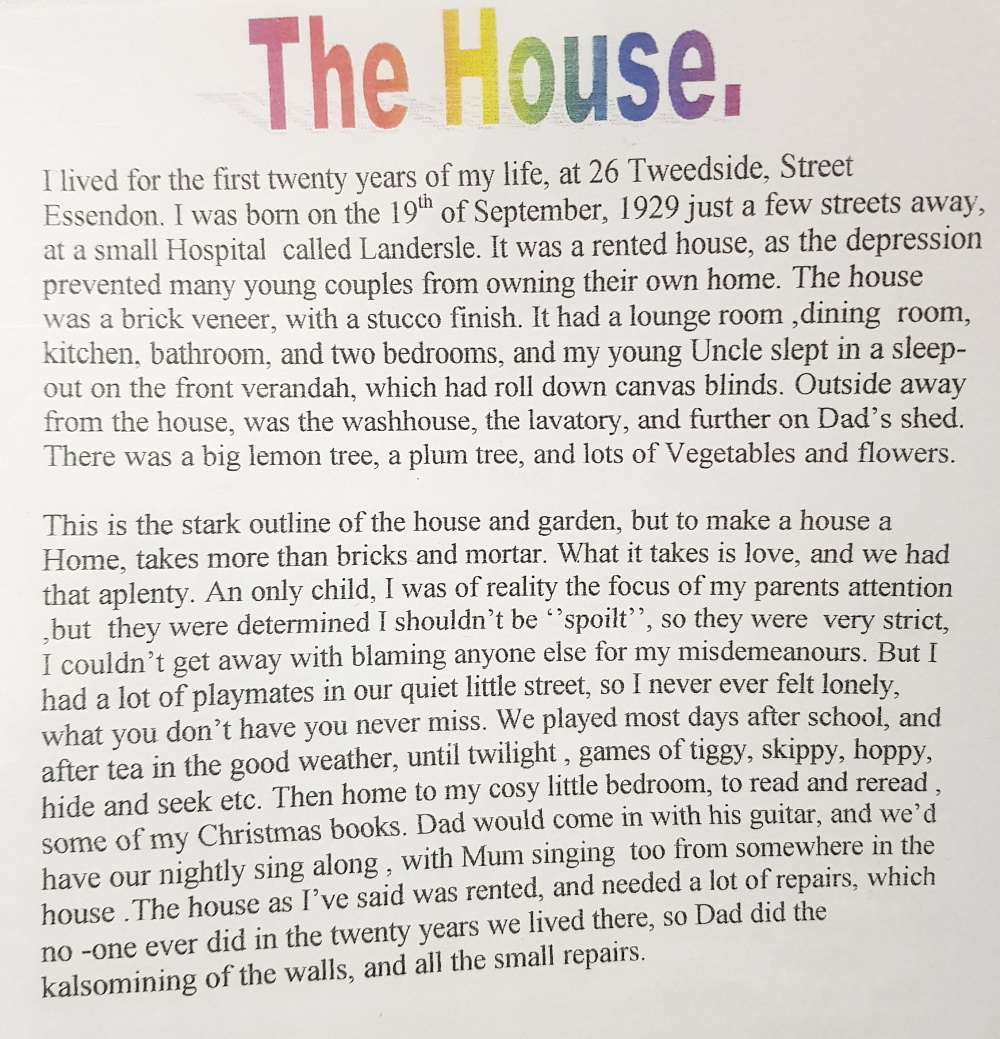 The House.
I lived for the first twenty years of my life, at 26 Tweedside, Street
Essendon. I was born on the 19th of September, 1929 just a few streets away,
at a small Hospital  called Landersle. It was a rented house, as the depression
prevented many young couples from owning their own home. The house
was a brick veneer, with a stucco finish. It had a lounge room ,dining  room,
kitchen, bathroom, and two bedrooms, and my young Uncle slept in a sleep-
out on the front verandah, which had roll down canvas blinds. Outside away
from the house, was the washhouse, the lavatory, and further on Dad's shed.
There was a big lemon tree, a plum tree, and lots of Vegetables and flowers.
This is the stark outline of the house and garden, but to make a house a
Home, takes more than bricks and mortar. What it takes is love, and we had
that aplenty. An only child, I was of reality the focus of my parents attention
,but  they were determined I shouldn't be ‘’spoilt’’, so they were  very strict,
I couldn't get away with blaming anyone else for my misdemeanours. But I
had a lot of playmates in our quiet little street, so I never ever felt lonely,
what you don't have you never miss. We played most days after school, and
after tea in the good weather, until twilight , games of tiggy, skippy, hoppy,
hide and seek etc. Then home to my cosy little bedroom, to read and reread ,
some of my Christmas books. Dad would come in with his guitar, and we'd
have our nightly sing along , with Mum singing  too from somewhere in the
house .The house as I've said was rented, and needed a lot of repairs, which
no -one ever did in the twenty years we lived there, so Dad did the
kalsomining of the walls, and all the small repairs.